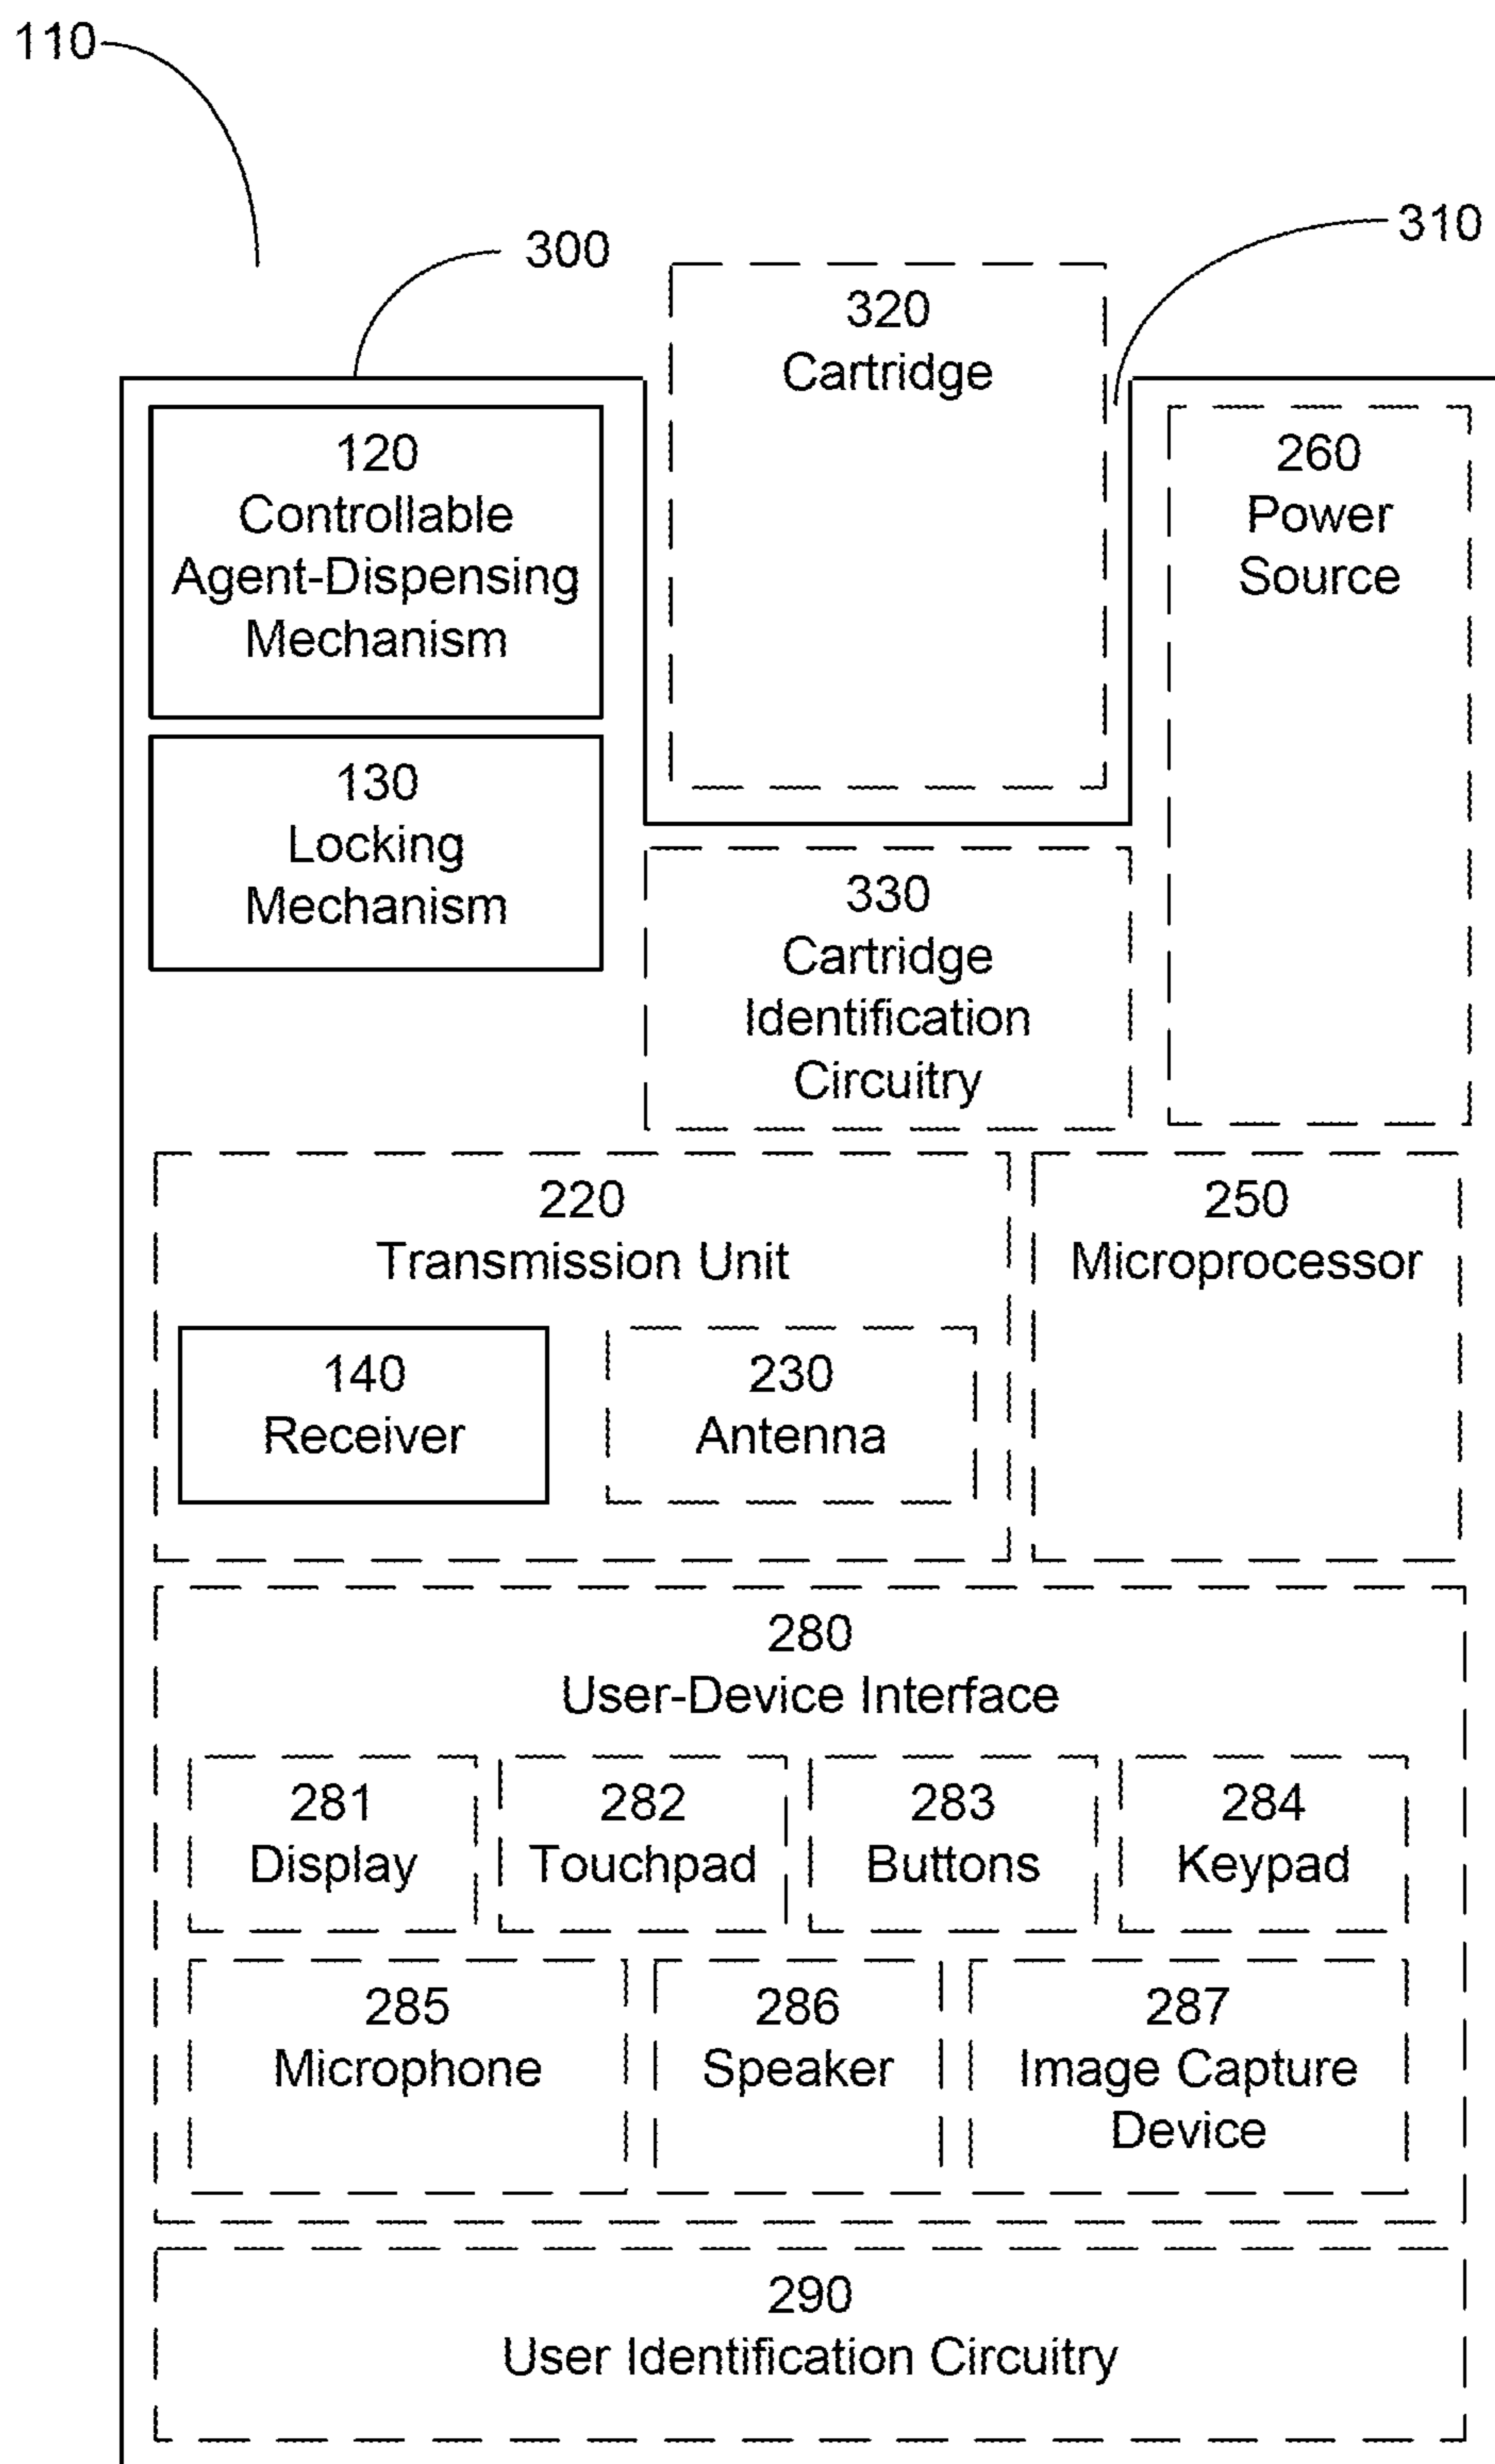 110
300
310
320
Cartridge
120
Controllable
Agent-Dispensing
Mechanism
260
Power
Source
130
Locking
Mechanism
330
Cartridge
Identification
Circuitry
220
Transmission Unit
250
Microprocessor
140
Receiver
230
Antenna
280
User-Device Interface
281
Display
282
Touchpad
283
Buttons
284
Keypad
285
Microphone
286
Speaker
287
Image Capture
Device
290
User Identification Circuitry